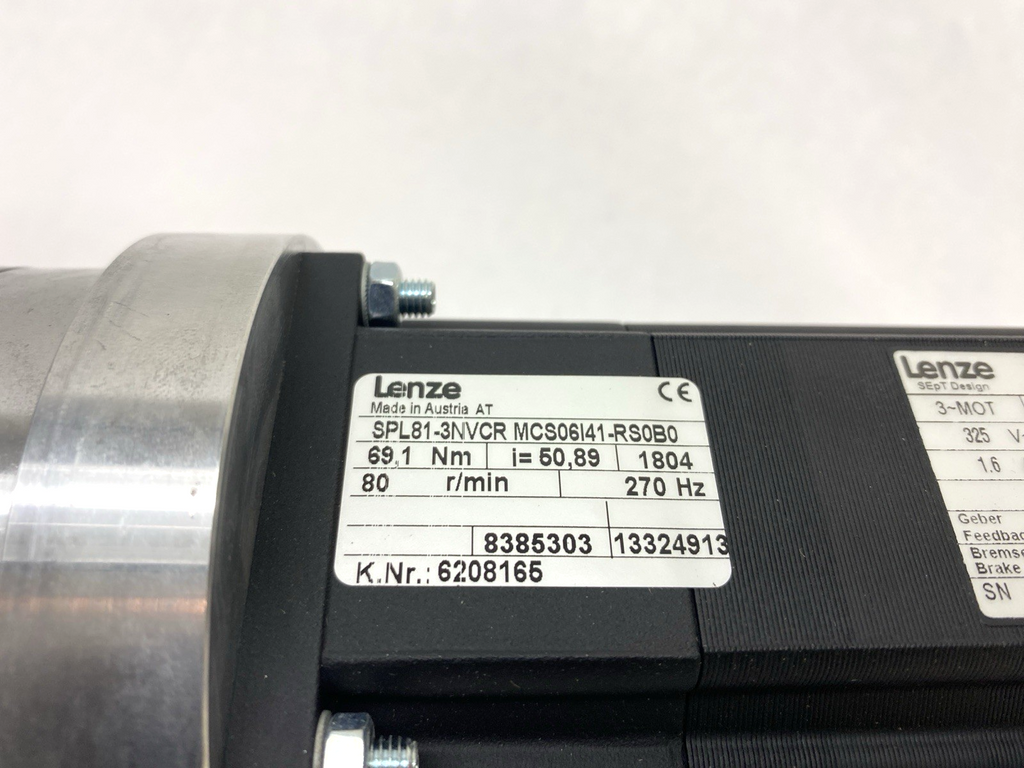 Lenze
Made in Austria AT
SPL81-3NVCR MCS06I41-RS0B0
69,1 Nm i= 50,89 1804
80 r/min 270 Hz
8385303 13324913
K.Nr.: 6208165
Lenze
SEpT Design
3~MOT
325
1.6
Geber
Bremse
Brake
SN